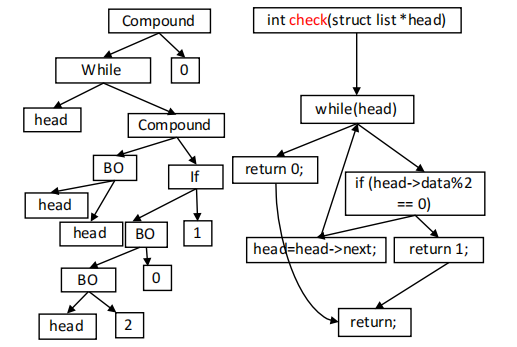 Compound
While
0
head
Compound
BO
If
head
head
BO
1
BO
0
head
2
int check(struct list *head)
while(head)
return 0;
if (head->data%2
== 0)
head=head->next;
return 1;
return;